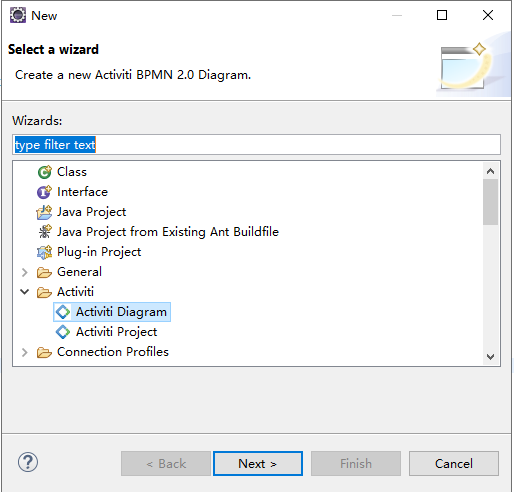 New
Select a wizard
Create a new Activiti BPMN 2.0 Diagram.
Wizards:
type filter text
Class
Interface
Java Project
Java Project from Existing Ant Buildfile
Plug-in Project
General
Activiti
Activiti Diagram
Activiti Project
Connection Profiles
? < Back Next > Finish Cancel